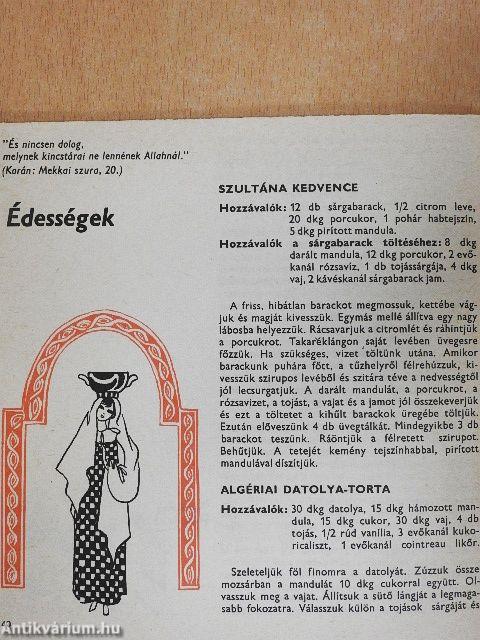 "És nincsen dolog,
melynek kincstárai ne lennének Allahnál."
(Korán: Mekkai szura, 20.)
Édességek
SZULTÁNA KEDVENCE
Hozzávalók: 12 db sárgabarack, 1/2 citrom leve,
20 dkg porcukor, 1 pohár habtejszín,
5 dkg pirított mandula.
Hozzávalók a sárgabarack töltéséhez: 8 dkg
darált mandula, 12 dkg porcukor, 2 evő-
kanál rózsavíz, 1 db tojássárgája, 4 dkg
vaj, 2 kávéskanál sárgabarack jam.
A friss, hibátlan barackot megmossuk, kettébe vág-
juk és magját kivesszük. Egymás mellé állítva egy nagy
lábosba helyezzük. Rácsavarjuk a citromlét és ráhintjük
a porcukrot. Takaréklángon saját levében üvegesre
főzzük. Ha szükséges, vizet töltünk utána. Amikor
barackunk puhára főtt, a tűzhelyről félrehúzzuk, ki-
vesszük szirupos levéből és szitára téve a nedvességtől
jól lecsurgatjuk. A darált mandulát, a porcukrot, a
rózsavizet, a tojást, a vajat és a jamot jól összekeverjük
és ezt a töltetet a kihűlt barackok üregébe töltjük.
Ezután előveszünk 4 db üvegtálkát. Mindegyikbe 3 db
barackot teszünk. Ráöntjük a félretett szirupot.
Behűtjük. A tetejét kemény tejszínhabbal, pirított
mandulával díszítjük.
ALGÉRIAI DATOLYA-TORTA
Hozzávalók: 30 dkg datolya, 15 dkg hámozott man-
dula, 15 dkg cukor, 30 dkg vaj, 4 db
tojás, 1/2 rúd vanília, 3 evőkanál kuko-
ricaliszt, 1 evőkanál cointreau likőr.
Szeleteljük föl finomra a datolyát. Zúzzuk össze
mozsárban a mandulát 10 dkg cukorral együtt. Ol-
vasszuk meg a vajat. Állítsuk a sütő lángját a legmaga-
sabb fokozatra. Válasszuk külön a tojások sárgáját és
Antikvárium.hu